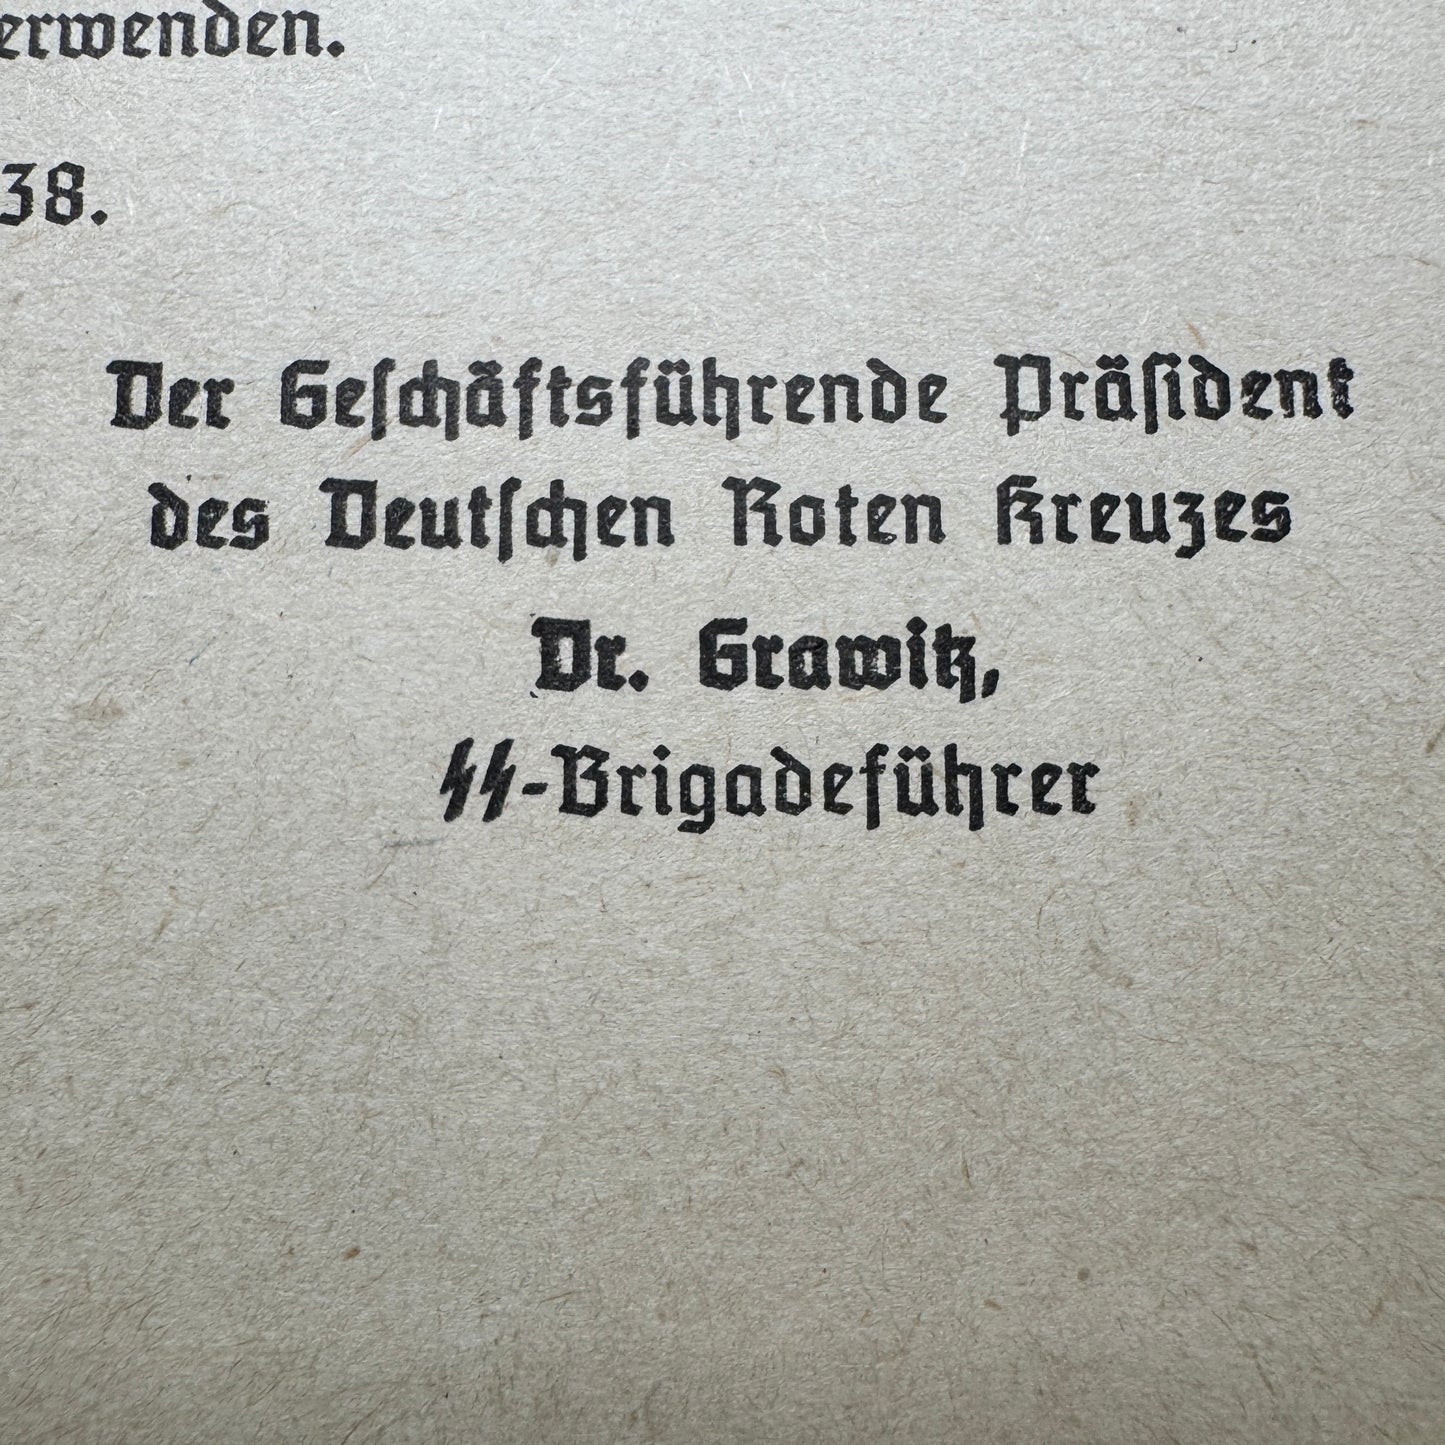 erwenden.
38.
Der Geſchäftsführende Präſident
des Deutſchen Roten Kreuzes
Dr. Grawitz,
ᛋᛋ-Brigadeführer